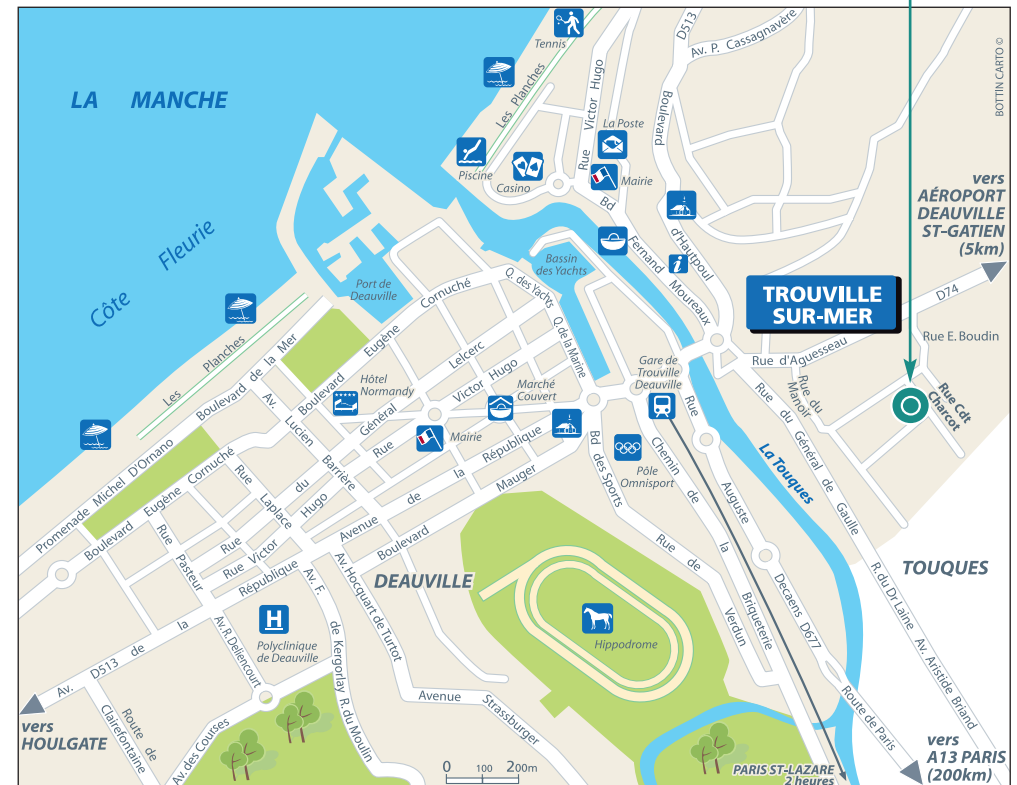 Tennis
D513
Av. P. Cassagnavère
BOTTIN CARTO ©
LA MANCHE
Les Planches
Rue Victor Hugo
Boulevard
d'Hautpoul
La Poste
Piscine
Casino
Mairie
vers
AÉROPORT
DEAUVILLE
ST-GATIEN
(5km)
Côte Fleurie
Bd Fernand Moureaux
i
Bassin
des Yachts
Port de
Deauville
Q. des Yachts
Q. de la Marine
TROUVILLE
SUR-MER
D74
Rue E. Boudin
Rue d'Aguesseau
Rue du
Manoir
Rue Cdt
Charcot
Les Planches
Boulevard de la Mer
Boulevard Eugène Cornuché
Av. Lucien Barrière
Hôtel
Normandy
Rue Général Lelcerc
Victor Hugo
Marché
Couvert
Gare de
Trouville
Deauville
Mairie
Pôle
Omnisport
Bd des Sports
Chemin de la Briqueterie
Rue Auguste Decaens D677
La Touques
Rue du Général de Gaulle
Promenade Michel D'Ornano
Boulevard Eugène Cornuché
Rue Laplace
Rue Pasteur
Rue du
Rue Victor Hugo
Avenue de la République
Boulevard Mauger
République
DEAUVILLE
Av. Hocquart de Turtot
Av. F. de Kergorlay
R. du Moulin
Rue de Verdun
TOUQUES
R. du Dr Laine
Av. Aristide Briand
H
Polyclinique
de Deauville
Hippodrome
Av. R. Deliencourt
Av. D513 de la
vers
HOULGATE
Route de
Clairefontaine
Av. des Courses
Avenue Strassburger
Route de Paris
0 100 200m
PARIS ST-LAZARE
2 heures
vers
A13 PARIS
(200km)